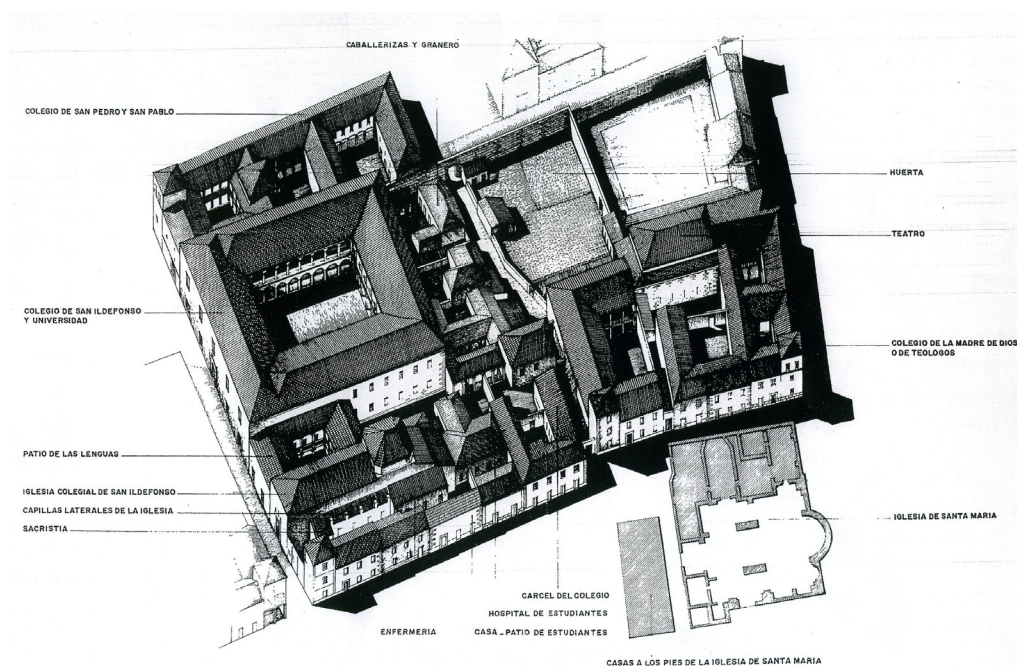 CABALLERIZAS Y GRANERO
COLEGIO DE SAN PEDRO Y SAN PABLO
HUERTA
TEATRO
COLEGIO DE SAN ILDEFONSO
Y UNIVERSIDAD
COLEGIO DE LA MADRE DE DIOS
O DE TEOLOGOS
PATIO DE LAS LENGUAS
IGLESIA COLEGIAL DE SAN ILDEFONSO
CAPILLAS LATERALES DE LA IGLESIA
SACRISTIA
IGLESIA DE SANTA MARIA
CARCEL DEL COLEGIO
HOSPITAL DE ESTUDIANTES
ENFERMERIA
CASA_PATIO DE ESTUDIANTES
CASAS A LOS PIES DE LA IGLESIA DE SANTA MARIA